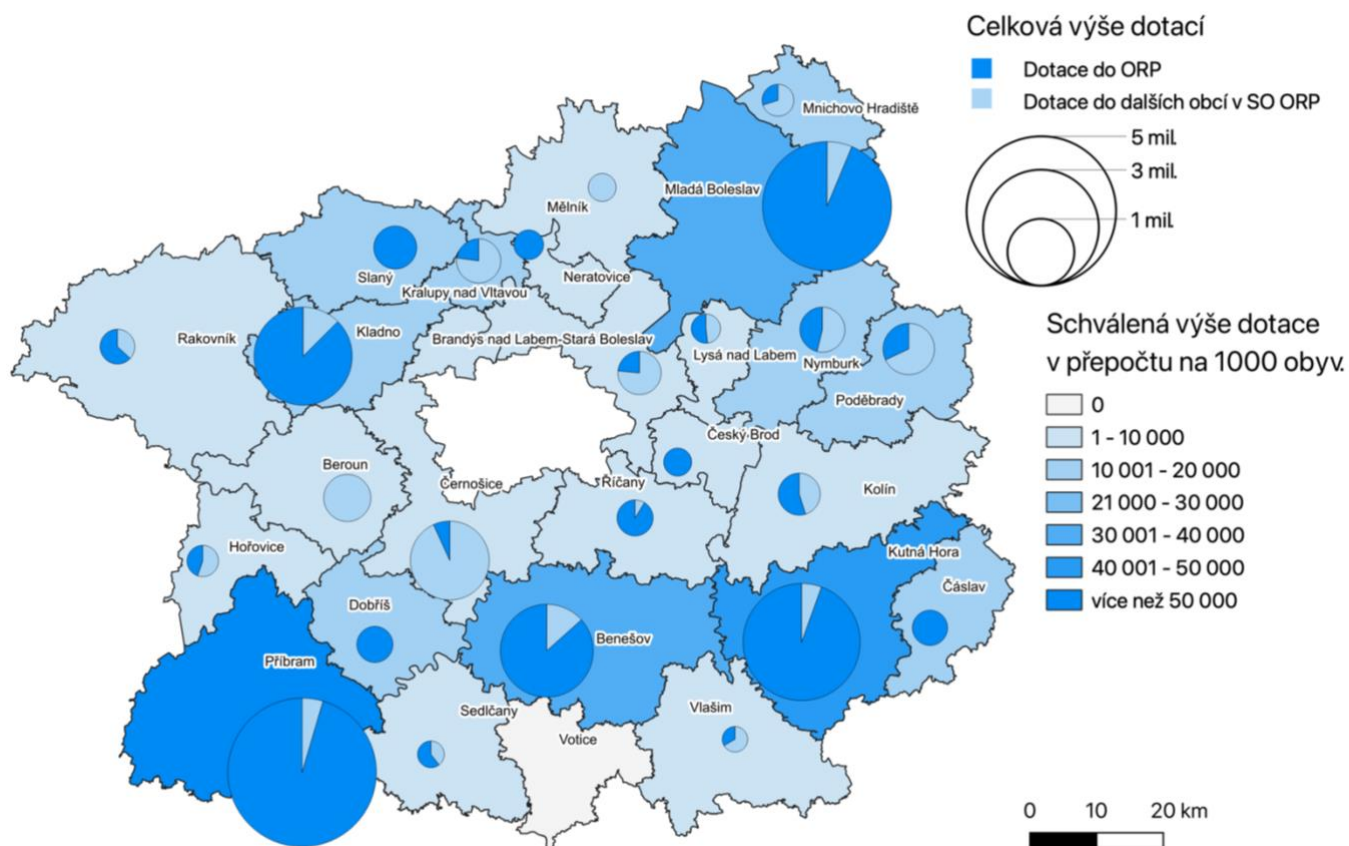 Celková výše dotací
Dotace do ORP
Dotace do dalších obcí v SO ORP
5 mil.
3 mil.
1 mil.
Schválená výše dotace
v přepočtu na 1000 obyv.
0
1 - 10 000
10 001 - 20 000
21 000 - 30 000
30 001 - 40 000
40 001 - 50 000
více než 50 000
Mnichovo Hradiště
Mladá Boleslav
Mělník
Neratovice
Slaný
Kralupy nad Vltavou
Kladno
Rakovník
Brandýs nad Labem-Stará Boleslav
Lysá nad Labem
Nymburk
Poděbrady
Český Brod
Beroun
Černošice
Říčany
Kolín
Hořovice
Kutná Hora
Čáslav
Dobříš
Benešov
Příbram
Sedlčany
Vlašim
Votice
0 10 20 km